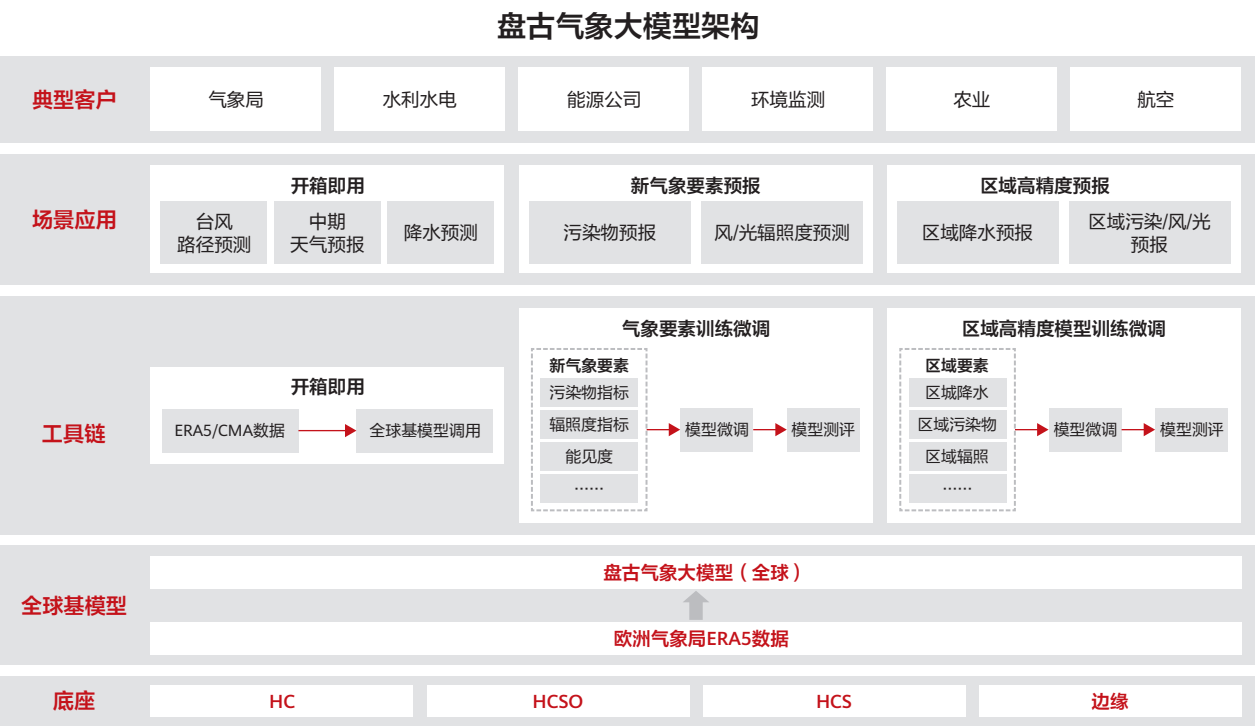 盘古气象大模型架构
典型客户
气象局
水利水电
能源公司
环境监测
农业
航空
场景应用
开箱即用
台风
路径预测
中期
天气预报
降水预测
新气象要素预报
污染物预报
风/光辐照度预测
区域高精度预报
区域降水预报
区域污染/风/光
预报
工具链
开箱即用
ERA5/CMA数据
全球基模型调用
气象要素训练微调
新气象要素
污染物指标
辐照度指标
能见度
......
模型微调
模型测评
区域高精度模型训练微调
区域要素
区城降水
区域污染物
区域辐照
......
模型微调
模型测评
全球基模型
盘古气象大模型（全球）
欧洲气象局ERA5数据
底座
HC
HCSO
HCS
边缘